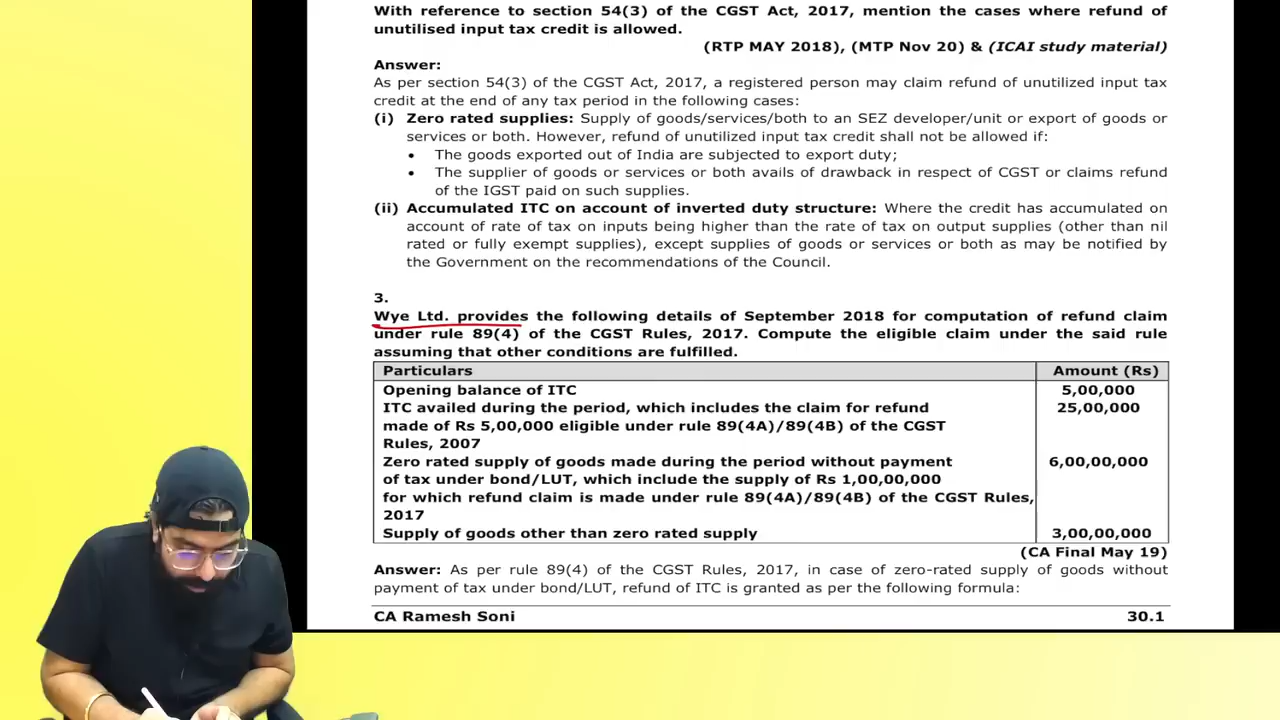 With reference to section 54(3) of the CGST Act, 2017, mention the cases where refund of
unutilised input tax credit is allowed.
(RTP MAY 2018), (MTP Nov 20) & (ICAI study material)
Answer:
As per section 54(3) of the CGST Act, 2017, a registered person may claim refund of unutilized input tax
credit at the end of any tax period in the following cases:
(i) Zero rated supplies: Supply of goods/services/both to an SEZ developer/unit or export of goods or
services or both. However, refund of unutilized input tax credit shall not be allowed if:
• The goods exported out of India are subjected to export duty;
• The supplier of goods or services or both avails of drawback in respect of CGST or claims refund
of the IGST paid on such supplies.
(ii) Accumulated ITC on account of inverted duty structure: Where the credit has accumulated on
account of rate of tax on inputs being higher than the rate of tax on output supplies (other than nil
rated or fully exempt supplies), except supplies of goods or services or both as may be notified by
the Government on the recommendations of the Council.
3.
Wye Ltd. provides the following details of September 2018 for computation of refund claim
under rule 89(4) of the CGST Rules, 2017. Compute the eligible claim under the said rule
assuming that other conditions are fulfilled.
Particulars Amount (Rs)
Opening balance of ITC 5,00,000
ITC availed during the period, which includes the claim for refund 25,00,000
made of Rs 5,00,000 eligible under rule 89(4A)/89(4B) of the CGST
Rules, 2007
Zero rated supply of goods made during the period without payment 6,00,00,000
of tax under bond/LUT, which include the supply of Rs 1,00,00,000
for which refund claim is made under rule 89(4A)/89(4B) of the CGST Rules,
2017
Supply of goods other than zero rated supply 3,00,00,000
(CA Final May 19)
Answer: As per rule 89(4) of the CGST Rules, 2017, in case of zero-rated supply of goods without
payment of tax under bond/LUT, refund of ITC is granted as per the following formula:
CA Ramesh Soni 30.1